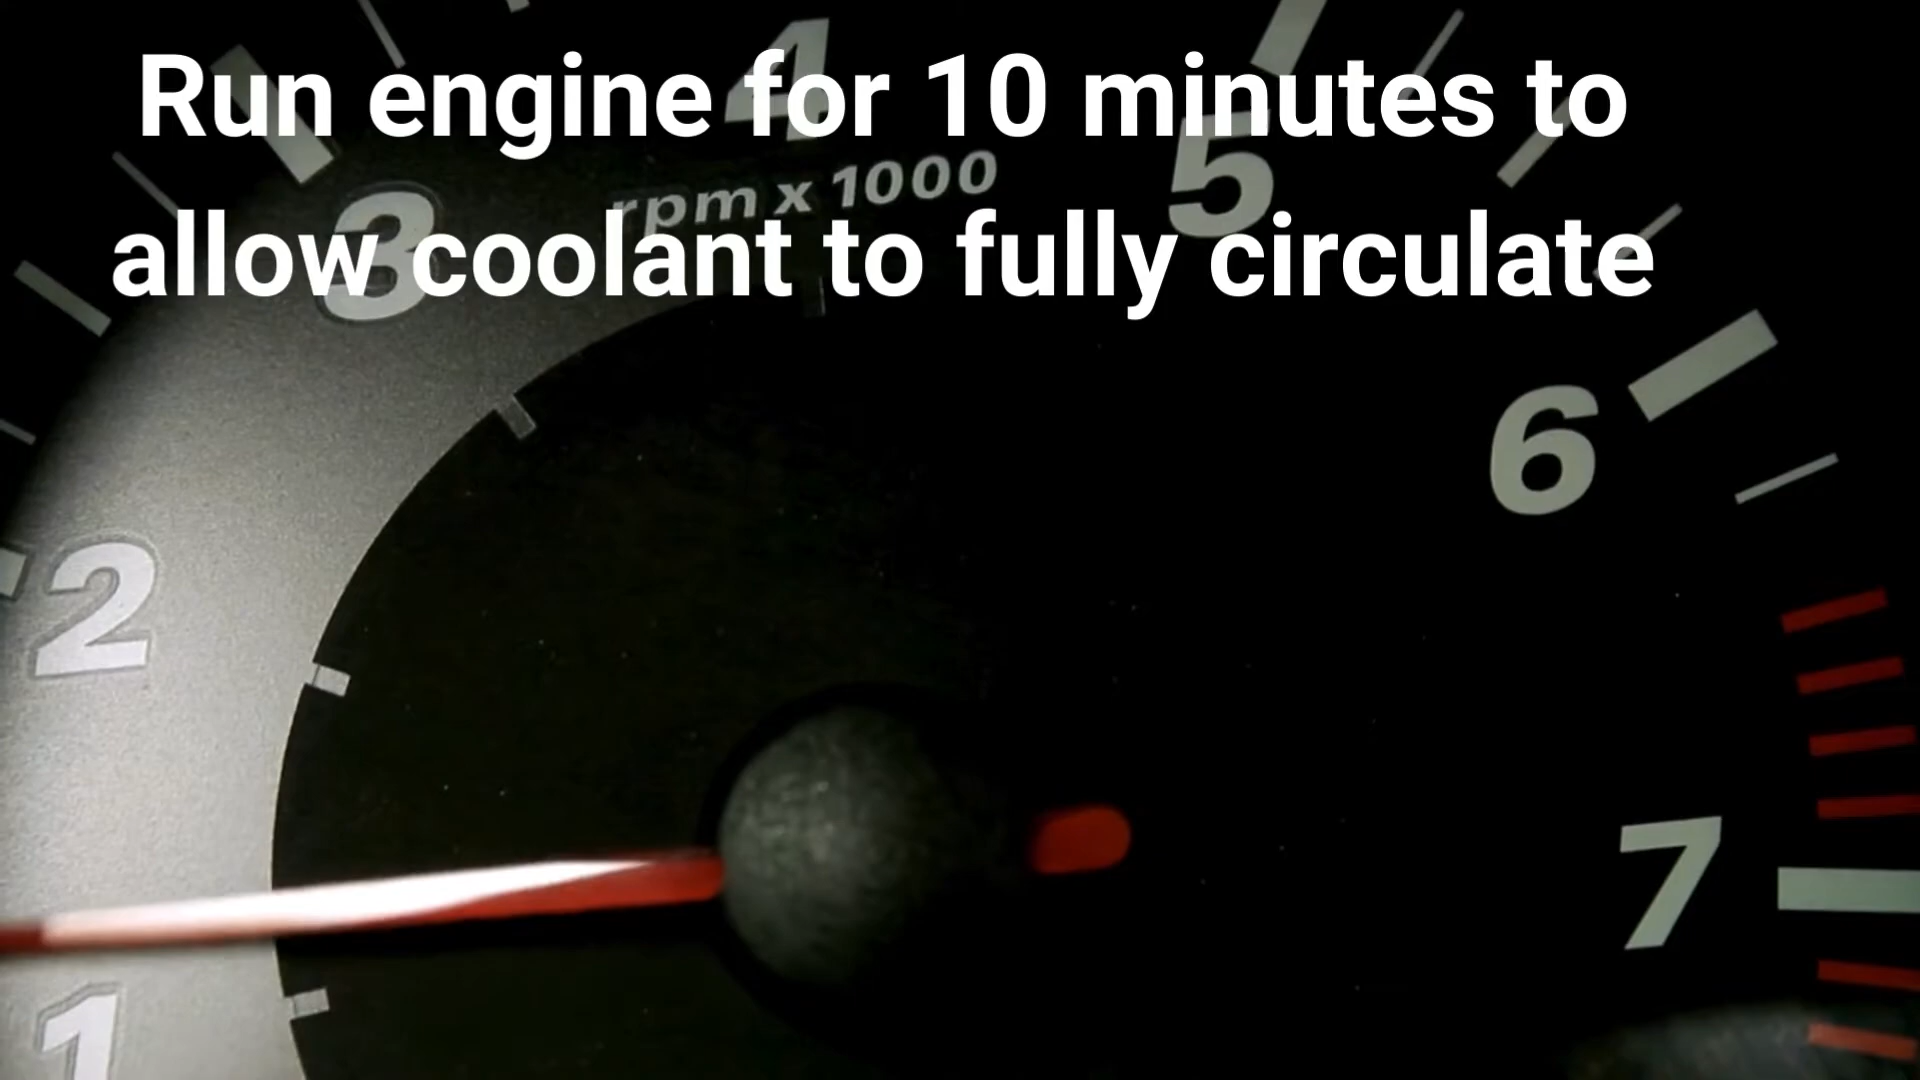 Run engine for 10 minutes to
allow coolant to fully circulate
4
rpm x 1000
5
3
6
2
7
1